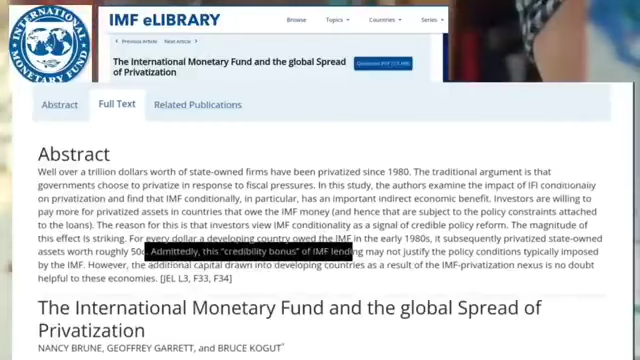 INTERNATIONAL MONETARY FUND
IMF eLIBRARY
Browse Topics Countries Series
Previous Article Next Article
The International Monetary Fund and the global Spread
of Privatization
Abstract Full Text Related Publications
Abstract
Well over a trillion dollars worth of state-owned firms have been privatized since 1980. The traditional argument is that
governments choose to privatize in response to fiscal pressures. In this study, the authors examine the impact of IFI conditionally
on privatization and find that IMF conditionally, in particular, has an important indirect economic benefit. Investors are willing to
pay more for privatized assets in countries that owe the IMF money (and hence that are subject to the policy constraints attached
to the loans). The reason for this is that investors view IMF conditionality as a signal of credible policy reform. The magnitude of
this effect is striking. For every dollar a developing country owed the IMF in the early 1980s, it subsequently privatized state-owned
assets worth roughly 50c. Admittedly, this "credibility bonus" of IMF lending may not justify the policy conditions typically imposed
by the IMF. However, the additional capital drawn into developing countries as a result of the IMF-privatization nexus is no doubt
helpful to these economies. [JEL L3, F33, F34]
The International Monetary Fund and the global Spread of
Privatization
NANCY BRUNE, GEOFFREY GARRETT, and BRUCE KOGUT*